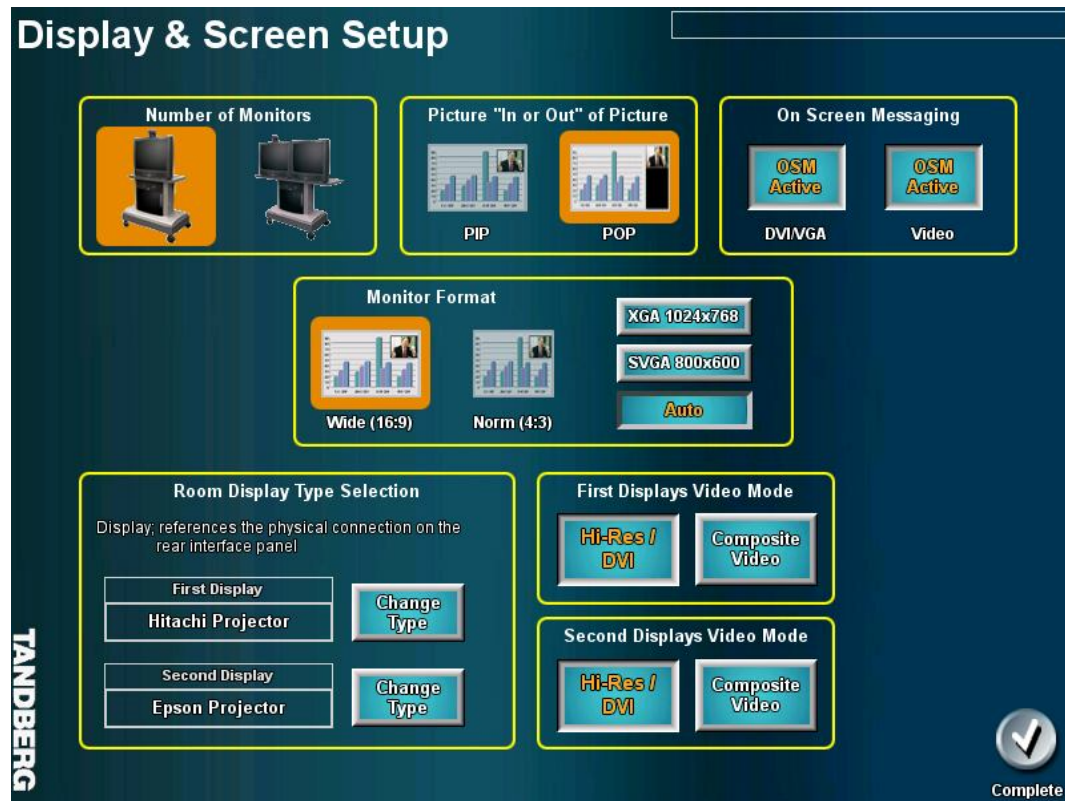 Display & Screen Setup
Number of Monitors
Picture "In or Out" of Picture
PIP
POP
On Screen Messaging
OSM
Active
OSM
Active
DVI/VGA
Video
Monitor Format
Wide (16:9)
Norm (4:3)
XGA 1024x768
SVGA 800x600
Auto
Room Display Type Selection
Display; references the physical connection on the
rear interface panel
First Display
Hitachi Projector
Change
Type
Second Display
Epson Projector
Change
Type
First Displays Video Mode
Hi-Res /
DVI
Composite
Video
Second Displays Video Mode
Hi-Res /
DVI
Composite
Video
TANDBERG
Complete